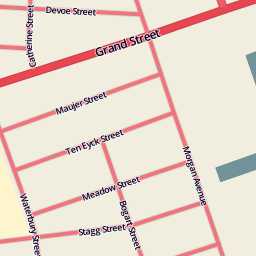 Devoe Street
Catherine Street
Grand Street
Maujer Street
Ten Eyck Street
Morgan Avenue
Meadow Street
Waterbury Street
Bogart Street
Stagg Street